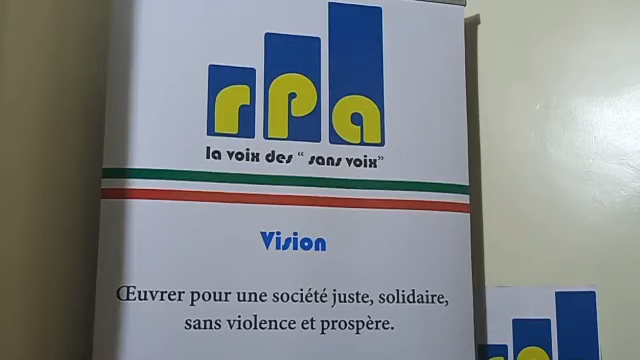 rpa
la voix des “ sans voix”
Vision
Œuvrer pour une société juste, solidaire,
sans violence et prospère.